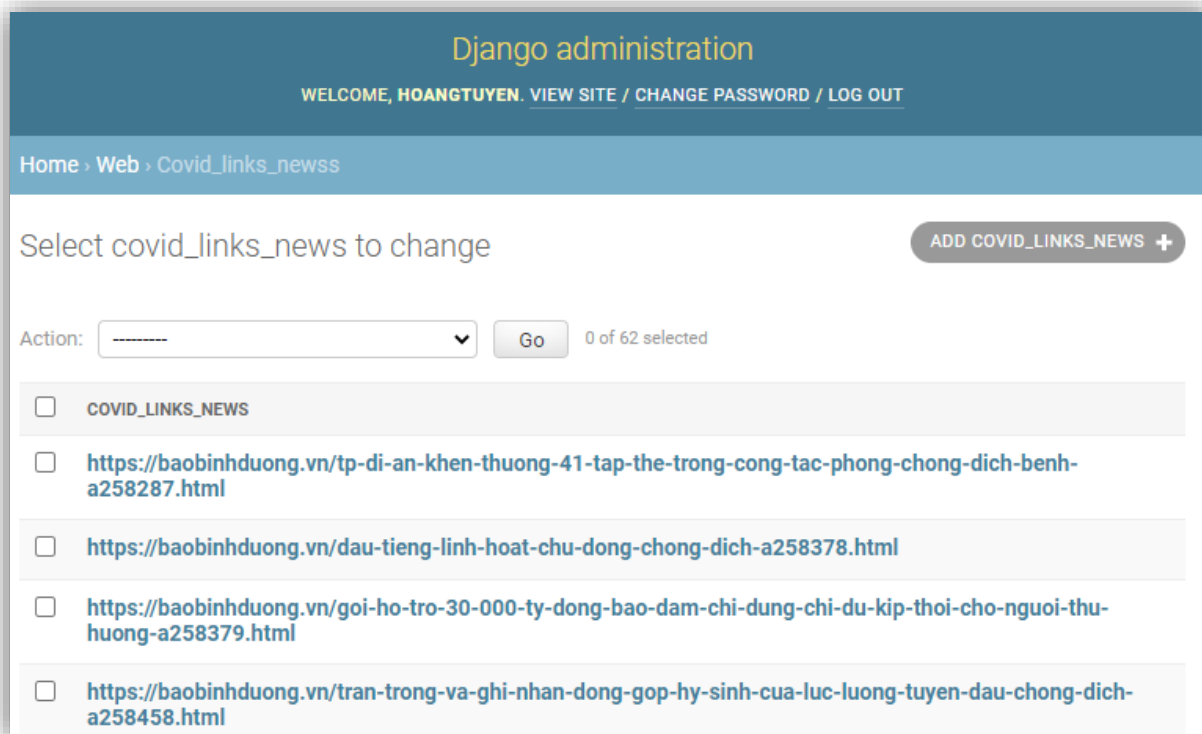 Django administration
WELCOME, HOANGTUYEN. VIEW SITE / CHANGE PASSWORD / LOG OUT
Home › Web › Covid_links_newss
Select covid_links_news to change
ADD COVID_LINKS_NEWS +
Action: --------- Go 0 of 62 selected
COVID_LINKS_NEWS
https://baobinhduong.vn/tp-di-an-khen-thuong-41-tap-the-trong-cong-tac-phong-chong-dich-benh-
a258287.html
https://baobinhduong.vn/dau-tieng-linh-hoat-chu-dong-chong-dich-a258378.html
https://baobinhduong.vn/goi-ho-tro-30-000-ty-dong-bao-dam-chi-dung-chi-du-kip-thoi-cho-nguoi-thu-
huong-a258379.html
https://baobinhduong.vn/tran-trong-va-ghi-nhan-dong-gop-hy-sinh-cua-luc-luong-tuyen-dau-chong-dich-
a258458.html